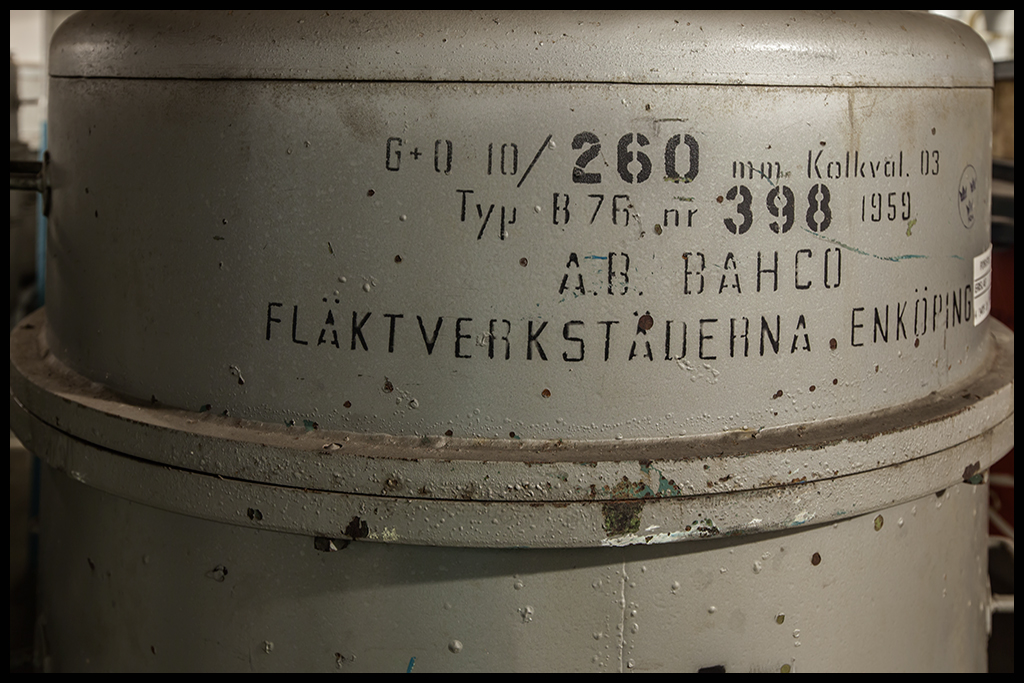 G+O 10/260 mm Kolkval. 03
Typ B 76 nr 398 1959
A.B. BAHCO
FLÄKTVERKSTÄDERNA. ENKÖPING